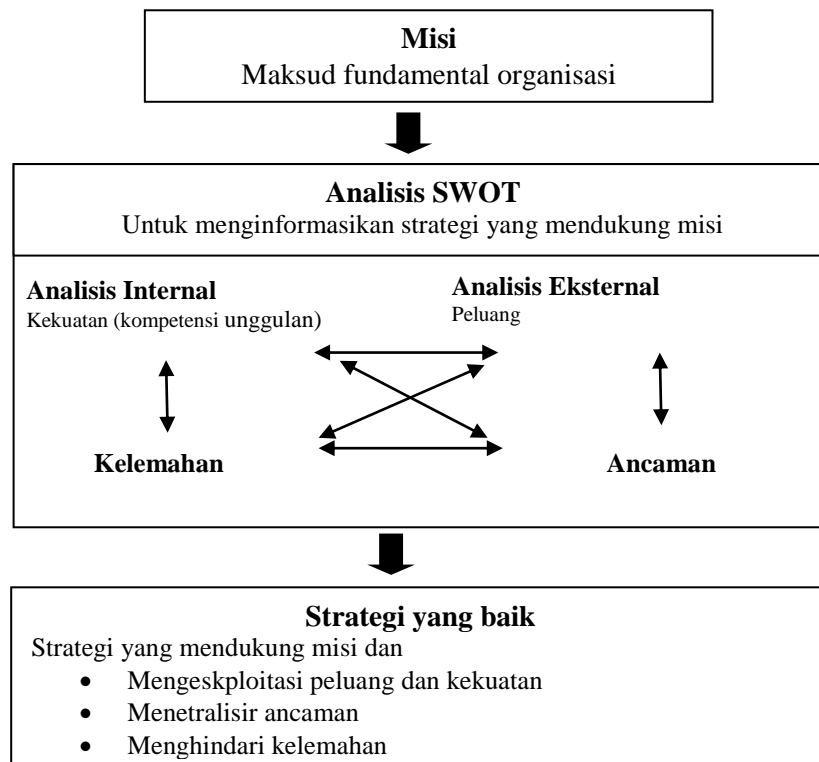 Misi
Maksud fundamental organisasi
Analisis SWOT
Untuk menginformasikan strategi yang mendukung misi
Analisis Internal
Kekuatan (kompetensi unggulan)
Analisis Eksternal
Peluang
Kelemahan
Ancaman
Strategi yang baik
Strategi yang mendukung misi dan
• Mengeskploitasi peluang dan kekuatan
• Menetralisir ancaman
• Menghindari kelemahan